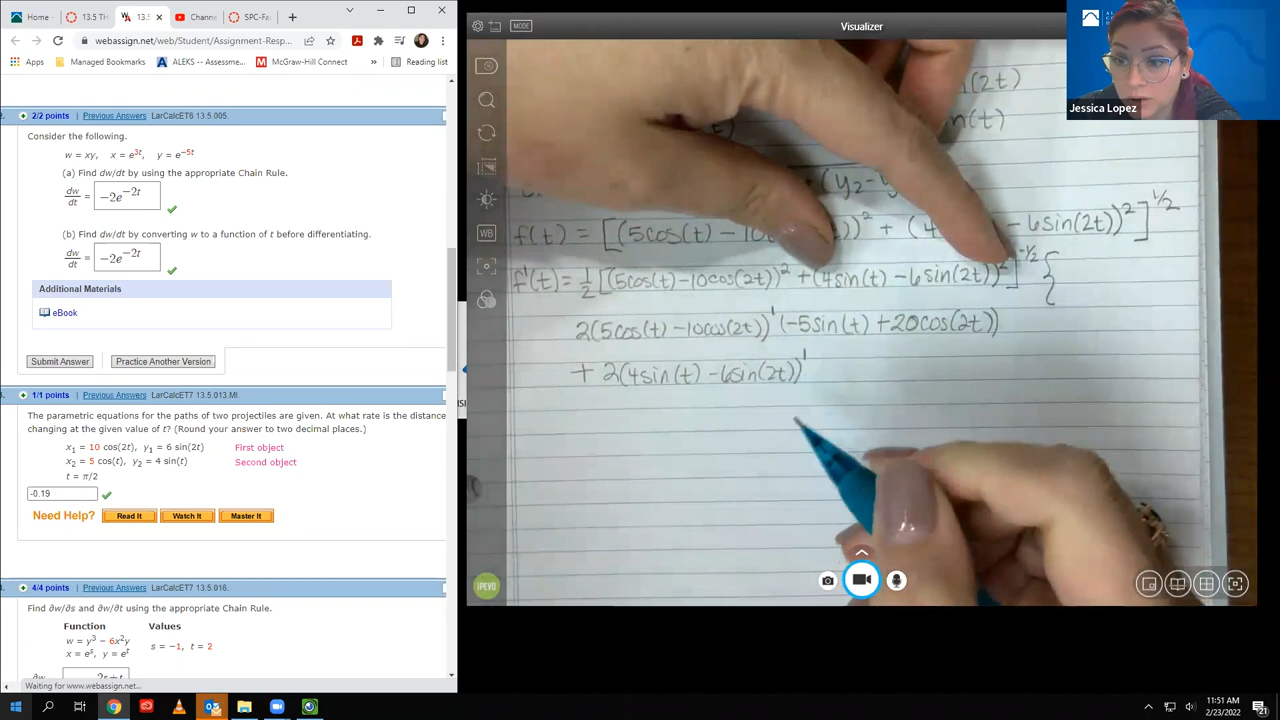 Home -
13.5 TH
13.5
Chann
SPC-Fa
webassign.net/web/Student/Assignment-Resp...
Apps
Managed Bookmarks
ALEKS -- Assessment...
McGraw-Hill Connect
Reading list
2/2 points | Previous Answers LarCalcET6 13.5.005.
Consider the following.
w = xy, x = e^3t, y = e^−5t
(a) Find dw/dt by using the appropriate Chain Rule.
dw/dt = −2e^−2t
(b) Find dw/dt by converting w to a function of t before differentiating.
dw/dt = −2e^−2t
Additional Materials
eBook
Submit Answer
Practice Another Version
1/1 points | Previous Answers LarCalcET7 13.5.013.MI.
The parametric equations for the paths of two projectiles are given. At what rate is the distance
changing at the given value of t? (Round your answer to two decimal places.)
x1 = 10 cos(2t), y1 = 6 sin(2t) First object
x2 = 5 cos(t), y2 = 4 sin(t) Second object
t = π/2
-0.19
Need Help? Read It Watch It Master It
4/4 points | Previous Answers LarCalcET7 13.5.016.
Find ∂w/∂s and ∂w/∂t using the appropriate Chain Rule.
Function Values
w = y^3 − 6x^2y
x = e^s, y = e^t
s = −1, t = 2
Waiting for www.webassign.net...
Visualizer
MODE
WB
IPEVO
Jessica Lopez
n(2t)
in(t)
(y2 - y
f(t) = [(5cos(t) - 10 ))^2 + (4 - 6sin(2t))^2]^1/2
f'(t) = 1/2 [(5cos(t) - 10cos(2t))^2 + (4sin(t) - 6sin(2t))^2]^-1/2 {
2(5cos(t) - 10cos(2t))^1 (-5sin(t) + 20cos(2t))
+ 2(4sin(t) - 6sin(2t))^1
11:51 AM
2/23/2022
21